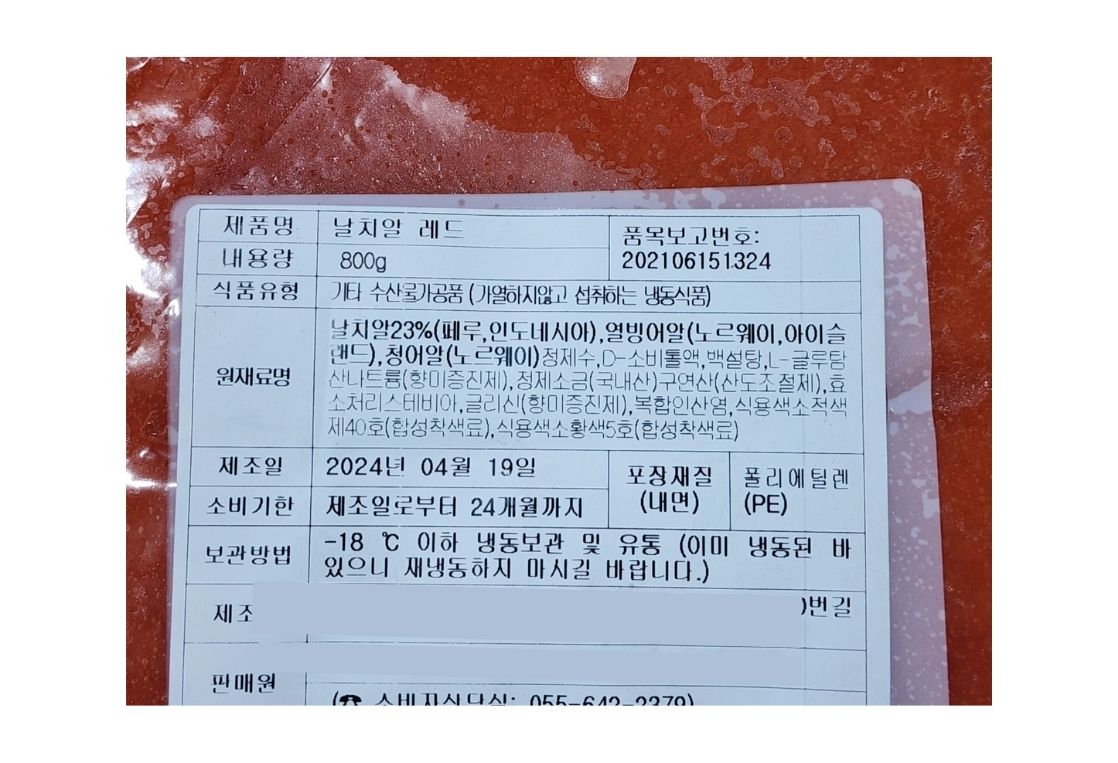 제품명 날치알 레드 품목보고번호:
내용량 800g 202106151324
식품유형 기타 수산물가공품 (가열하지않고 섭취하는 냉동식품)
원재료명
날치알23%(페루,인도네시아),열빙어알(노르웨이,아이슬
랜드),청어알(노르웨이)정제수,D-소비톨액,백설탕,L-글루탐
산나트륨(향미증진제),정제소금(국내산)구연산(산도조절제),효
소처리스테비아,글리신(향미증진제),복합인산염,식용색소적색
제40호(합성착색료),식용색소황색5호(합성착색료)
제조일 2024년 04월 19일 포장재질 폴리에틸렌
소비기한 제조일로부터 24개월까지 (내면) (PE)
보관방법
-18 ℃ 이하 냉동보관 및 유통 (이미 냉동된 바
있으니 재냉동하지 마시길 바랍니다.)
제조 )번길
판매원
(☎ 소비자상담실: 055-642-2379)